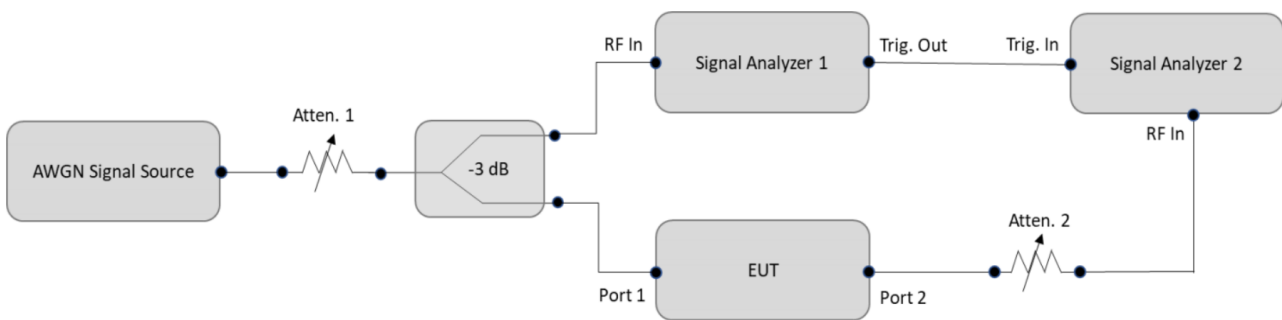 RF In
Signal Analyzer 1
Trig. Out
Trig. In
Signal Analyzer 2
RF In
Atten. 1
AWGN Signal Source
-3 dB
Atten. 2
EUT
Port 1
Port 2